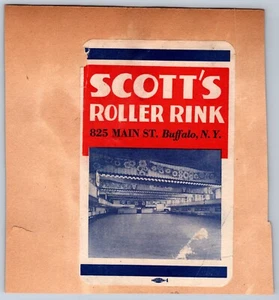 SCOTT'S
ROLLER RINK
825 MAIN ST. Buffalo, N.Y.